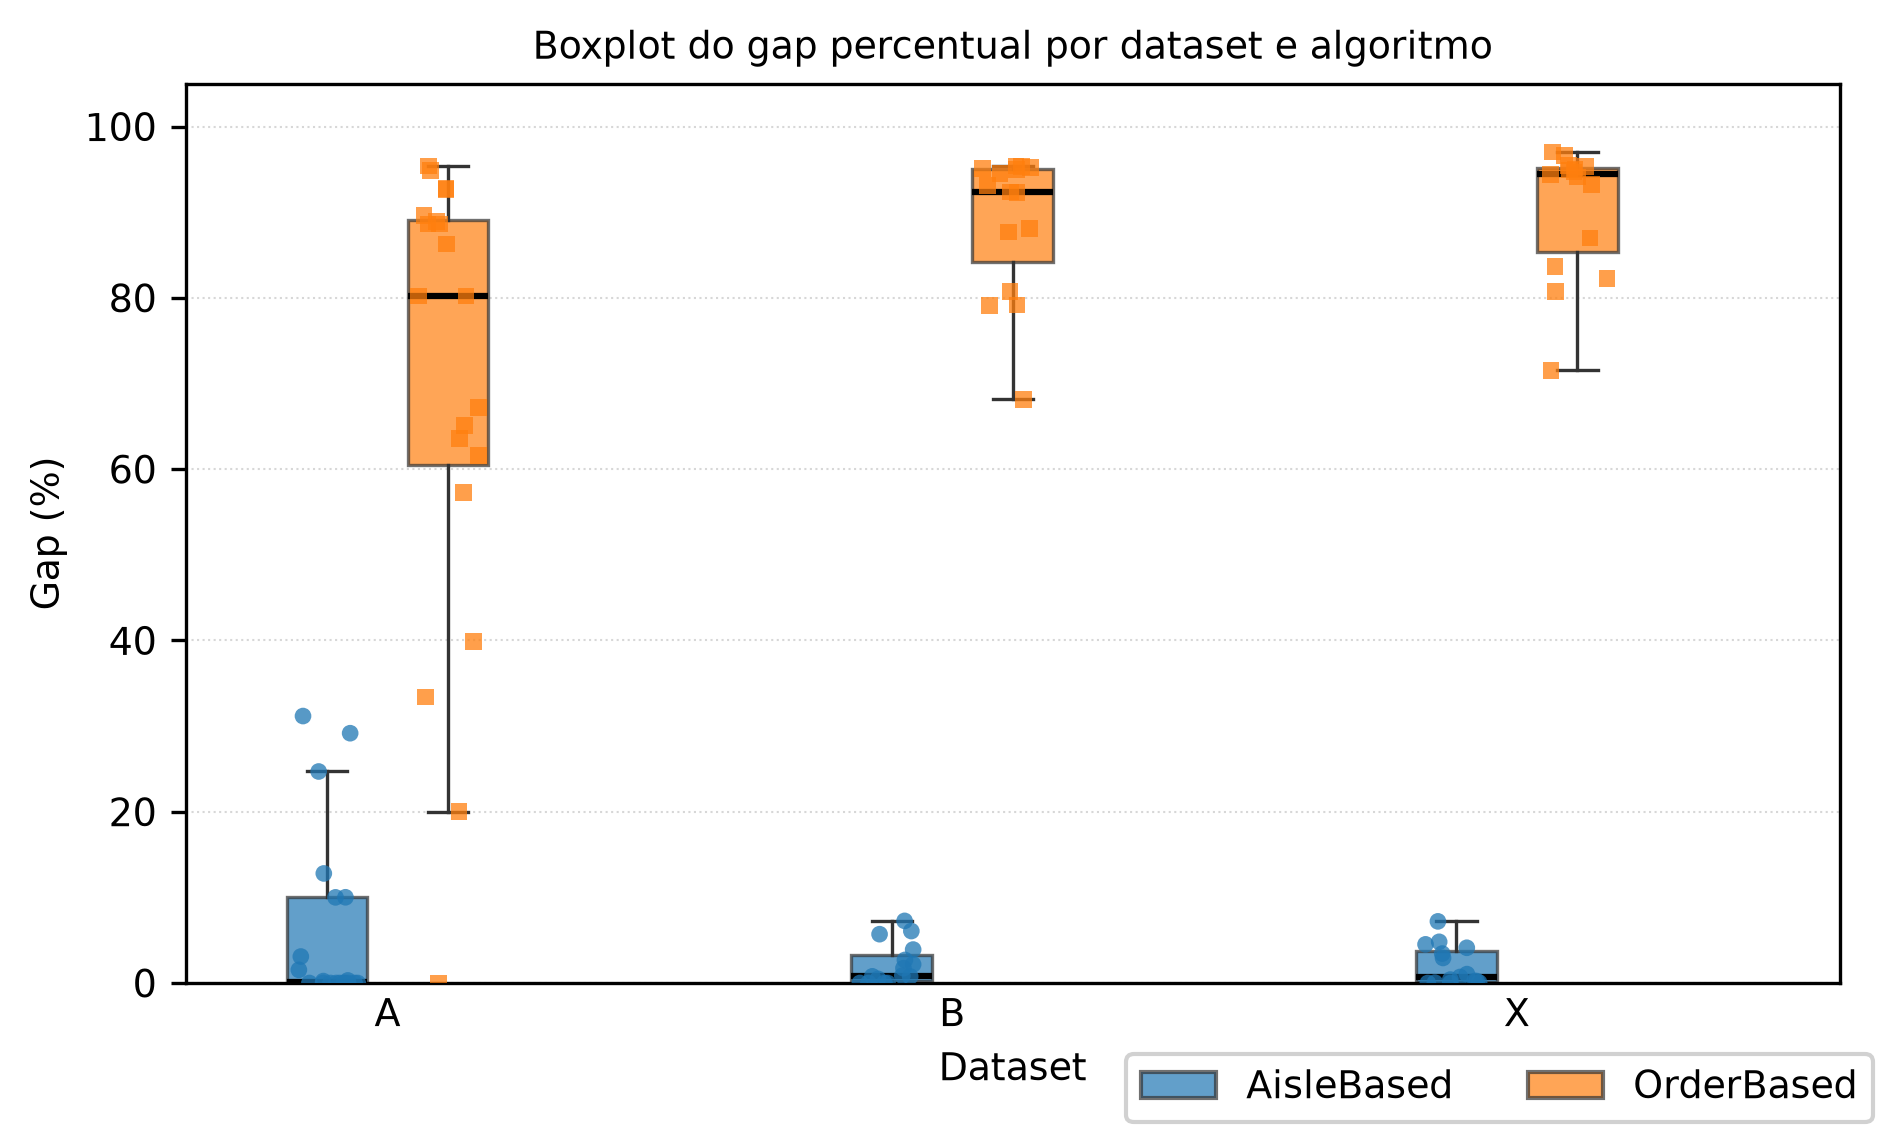 Boxplot do gap percentual por dataset e algoritmo
Gap (%)
100
80
60
40
20
0
A B X
Dataset
AisleBased OrderBased